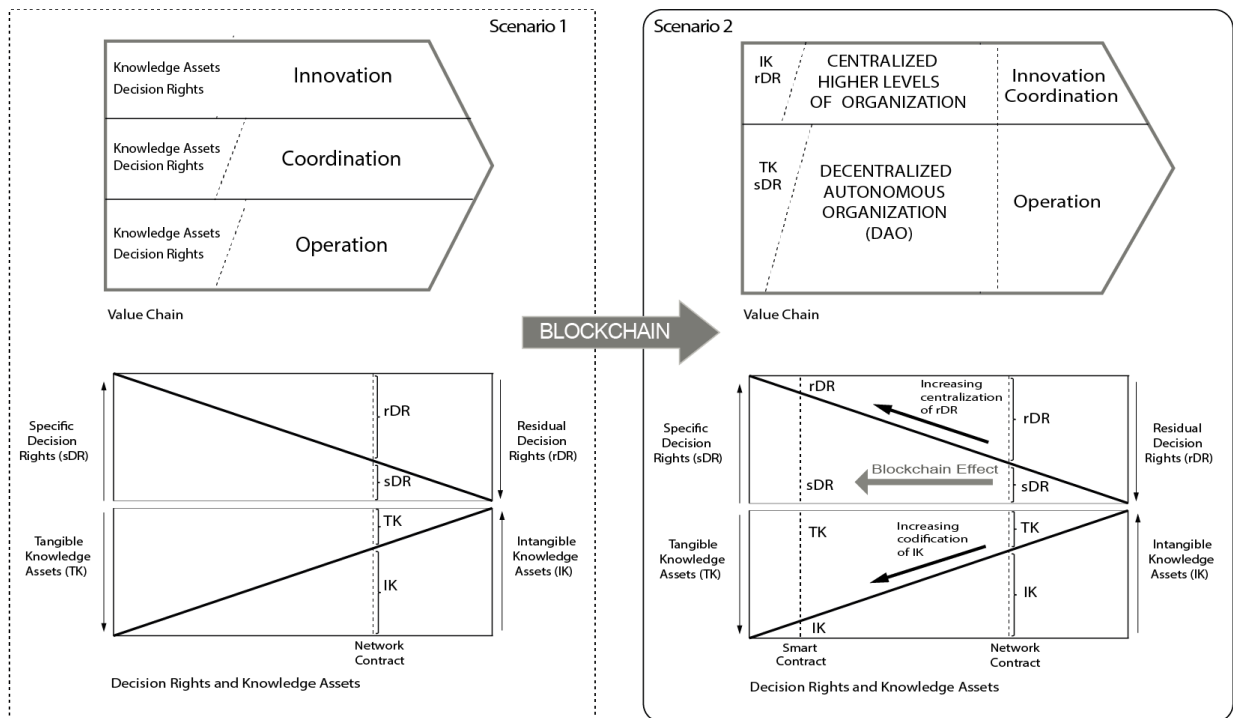 Scenario 1
Knowledge Assets
Decision Rights
Innovation
Knowledge Assets
Decision Rights
Coordination
Knowledge Assets
Decision Rights
Operation
Value Chain
Specific
Decision
Rights (sDR)
rDR
sDR
Residual
Decision
Rights (rDR)
Tangible
Knowledge
Assets (TK)
TK
IK
Intangible
Knowledge
Assets (IK)
Network
Contract
Decision Rights and Knowledge Assets
BLOCKCHAIN
Scenario 2
IK
rDR
CENTRALIZED
HIGHER LEVELS
OF ORGANIZATION
Innovation
Coordination
TK
sDR
DECENTRALIZED
AUTONOMOUS
ORGANIZATION
(DAO)
Operation
Value Chain
Specific
Decision
Rights (sDR)
rDR
Increasing
centralization
of rDR
rDR
sDR
Blockchain Effect
sDR
Residual
Decision
Rights (rDR)
Tangible
Knowledge
Assets (TK)
TK
Increasing
codification
of IK
TK
IK
IK
Intangible
Knowledge
Assets (IK)
Smart
Contract
Network
Contract
Decision Rights and Knowledge Assets